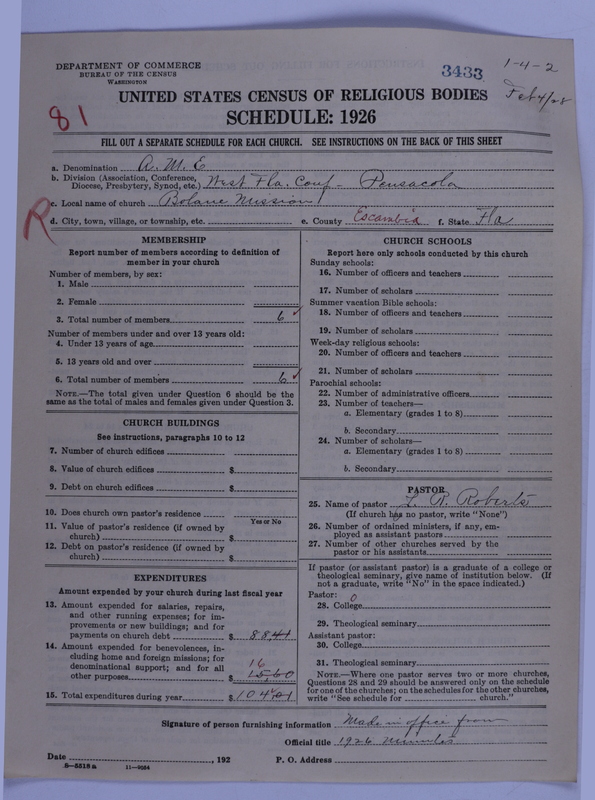 DEPARTMENT OF COMMERCE
BUREAU OF THE CENSUS
WASHINGTON
3433
1-4-2
Feb 4/28
81
UNITED STATES CENSUS OF RELIGIOUS BODIES
SCHEDULE: 1926
FILL OUT A SEPARATE SCHEDULE FOR EACH CHURCH. SEE INSTRUCTIONS ON THE BACK OF THIS SHEET
a. Denomination A. M. E
b. Division (Association, Conference, Diocese, Presbytery, Synod, etc.) West Fla. Conf - Pensacola
c. Local name of church Bolane Mission
R
d. City, town, village, or township, etc. e. County Escambia f. State Fla
MEMBERSHIP
Report number of members according to definition of
member in your church
Number of members, by sex:
1. Male
2. Female
3. Total number of members 6 ✓
Number of members under and over 13 years old:
4. Under 13 years of age
5. 13 years old and over
6. Total number of members 6 ✓
NOTE.—The total given under Question 6 should be the
same as the total of males and females given under Question 3.
CHURCH BUILDINGS
See instructions, paragraphs 10 to 12
7. Number of church edifices
8. Value of church edifices $
9. Debt on church edifices $
10. Does church own pastor's residence
Yes or No
11. Value of pastor's residence (if owned by
church) $
12. Debt on pastor's residence (if owned by
church) $
EXPENDITURES
Amount expended by your church during last fiscal year
13. Amount expended for salaries, repairs,
and other running expenses; for im-
provements or new buildings; and for
payments on church debt $ 88 41
14. Amount expended for benevolences, in-
cluding home and foreign missions; for
denominational support; and for all
16
other purposes $ 15 60
15. Total expenditures during year $ 104 01
CHURCH SCHOOLS
Report here only schools conducted by this church
Sunday schools:
16. Number of officers and teachers
17. Number of scholars
Summer vacation Bible schools:
18. Number of officers and teachers
19. Number of scholars
Week-day religious schools:
20. Number of officers and teachers
21. Number of scholars
Parochial schools:
22. Number of administrative officers
23. Number of teachers—
a. Elementary (grades 1 to 8)
b. Secondary
24. Number of scholars—
a. Elementary (grades 1 to 8)
b. Secondary
PASTOR
25. Name of pastor L. R. Roberts
(If church has no pastor, write "None")
26. Number of ordained ministers, if any, em-
ployed as assistant pastors
27. Number of other churches served by the
pastor or his assistants
If pastor (or assistant pastor) is a graduate of a college or
theological seminary, give name of institution below. (If
not a graduate, write "No" in the space indicated.)
Pastor: 0
28. College
29. Theological seminary
Assistant pastor:
30. College
31. Theological seminary
NOTE.—Where one pastor serves two or more churches,
Questions 28 and 29 should be answered only on the schedule
for one of the churches; on the schedules for the other churches,
write "See schedule for church."
Signature of person furnishing information Made in office from
Official title 1926 Minutes
Date , 192 P. O. Address
8—5518a 11—9264